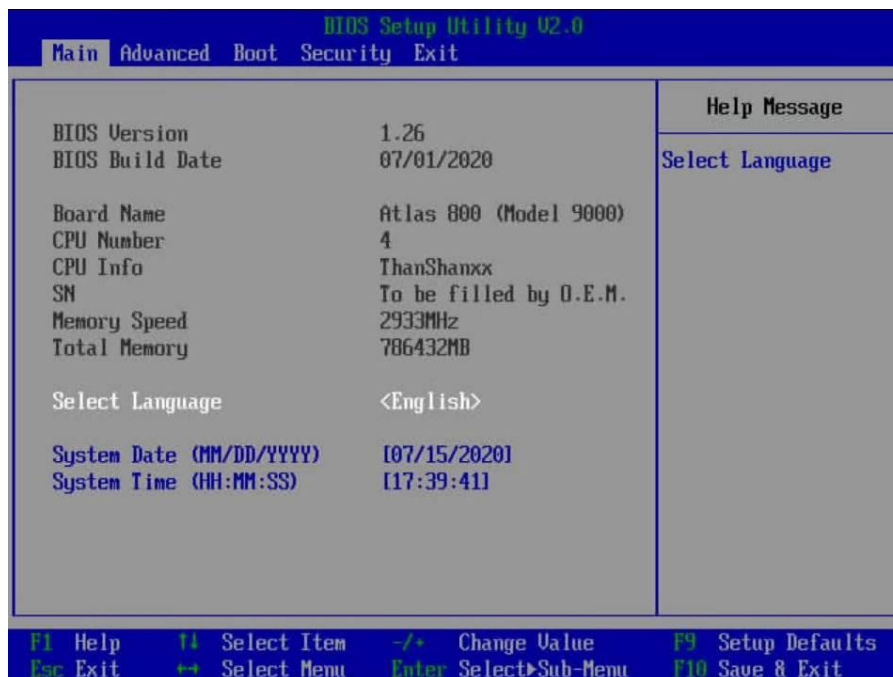 BIOS Setup Utility V2.0
Main Advanced Boot Security Exit
Help Message
Select Language
BIOS Version 1.26
BIOS Build Date 07/01/2020
Board Name Atlas 800 (Model 9000)
CPU Number 4
CPU Info ThanShanxx
SN To be filled by O.E.M.
Memory Speed 2933MHz
Total Memory 786432MB
Select Language <English>
System Date (MM/DD/YYYY) [07/15/2020]
System Time (HH:MM:SS) [17:39:41]
F1 Help ↑↓ Select Item -/+ Change Value F9 Setup Defaults
Esc Exit ←→ Select Menu Enter Select▶Sub-Menu F10 Save & Exit